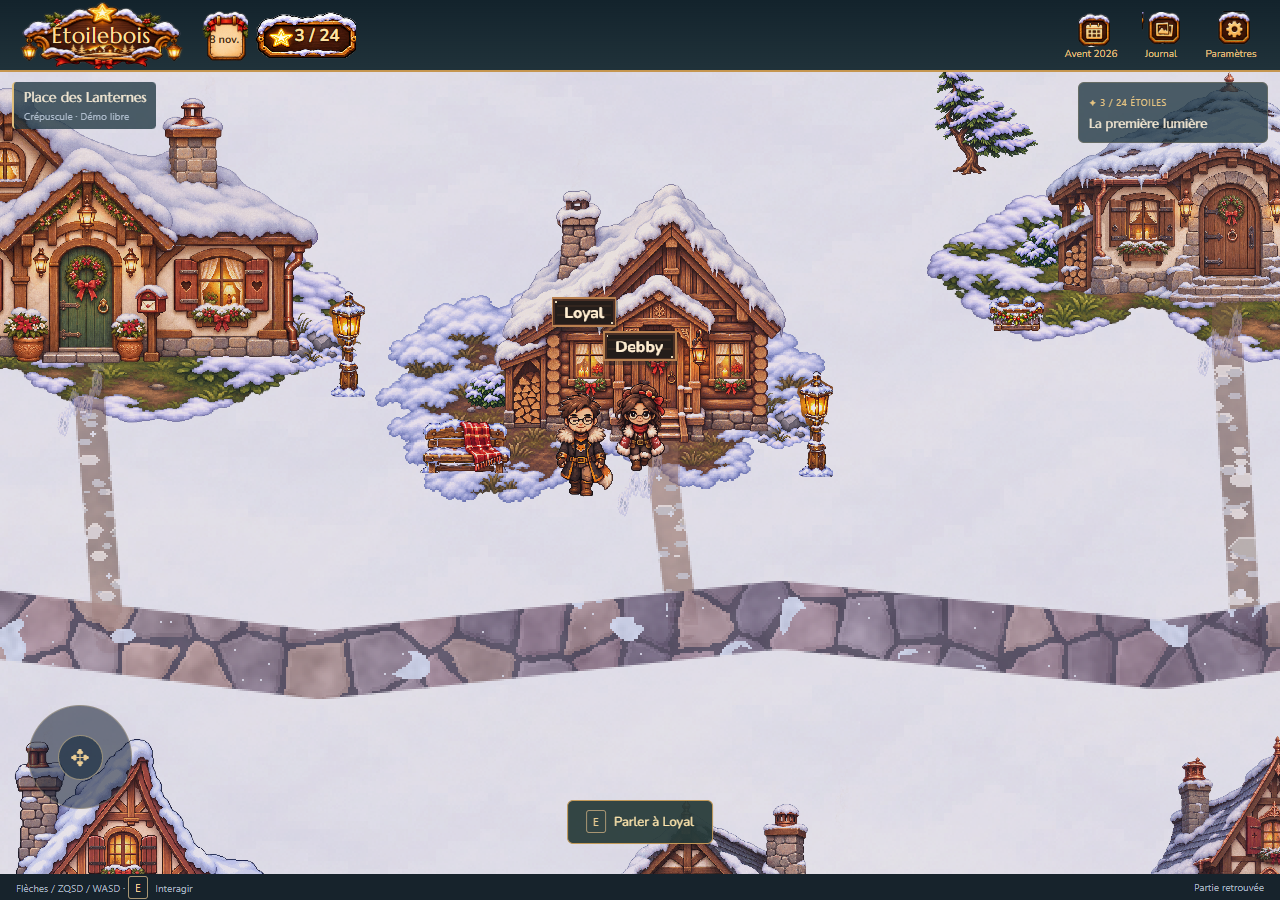 Etoilebois
8 nov.
3 / 24
Avent 2026
Journal
Paramètres
Place des Lanternes
Crépuscule · Démo libre
✦ 3 / 24 ÉTOILES
La première lumière
Loyal
Debby
E Parler à Loyal
Flèches / ZQSD / WASD · E Interagir
Partie retrouvée